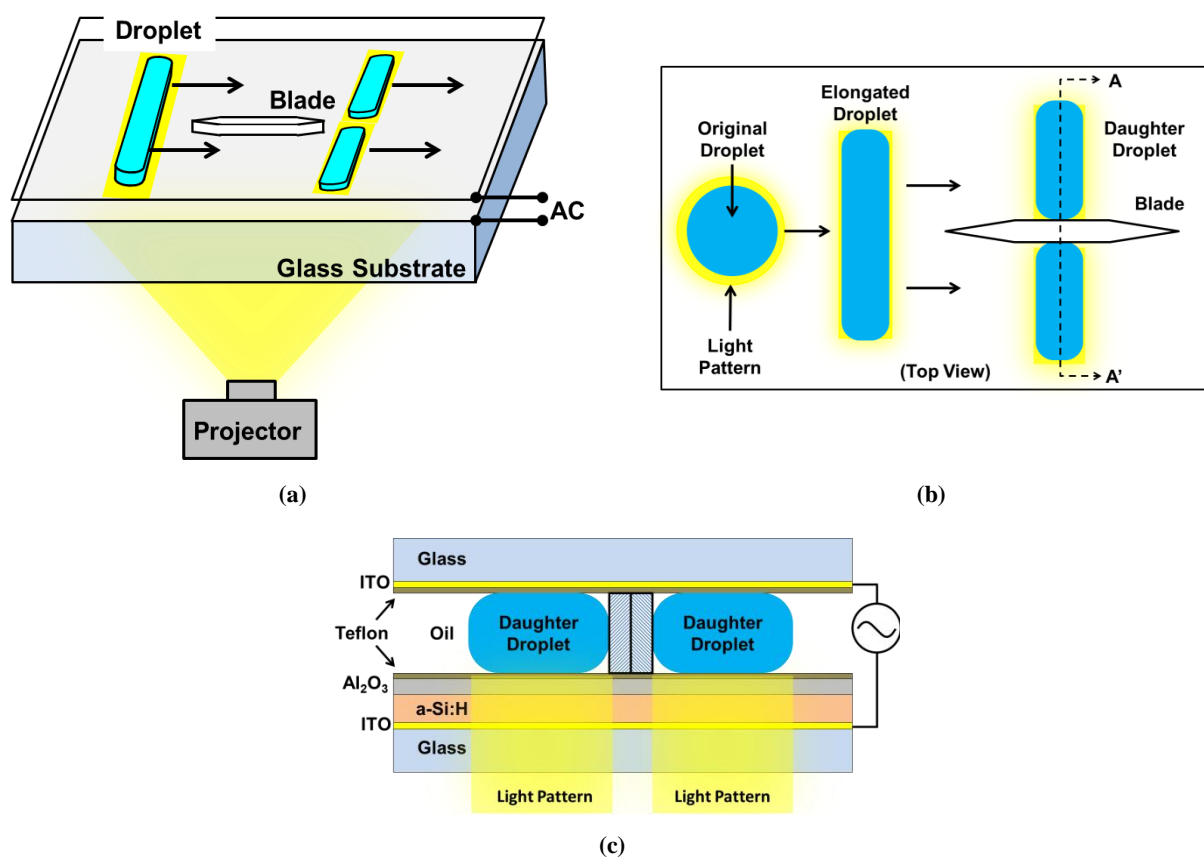 Droplet
Blade
AC
Glass Substrate
Projector
(a)
Original
Droplet
Elongated
Droplet
A
Daughter
Droplet
Blade
Light
Pattern
(Top View)
A'
(b)
Glass
ITO
Teflon
Oil
Daughter
Droplet
Daughter
Droplet
Al₂O₃
a-Si:H
ITO
Glass
Light Pattern
Light Pattern
(c)